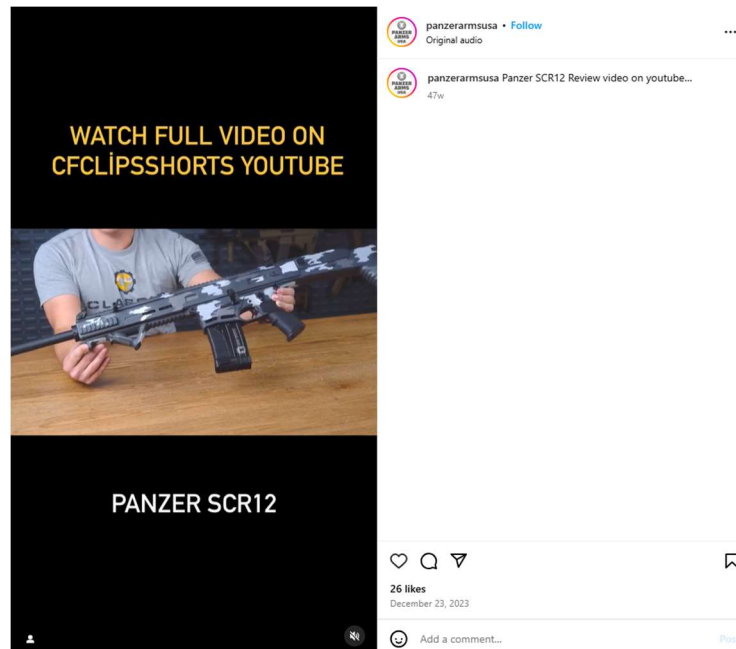 WATCH FULL VIDEO ON
CFCLİPSSHORTS YOUTUBE
PANZER SCR12
panzerarmsusa • Follow
Original audio
panzerarmsusa Panzer SCR12 Review video on youtube...
47w
26 likes
December 23, 2023
Add a comment...
Post